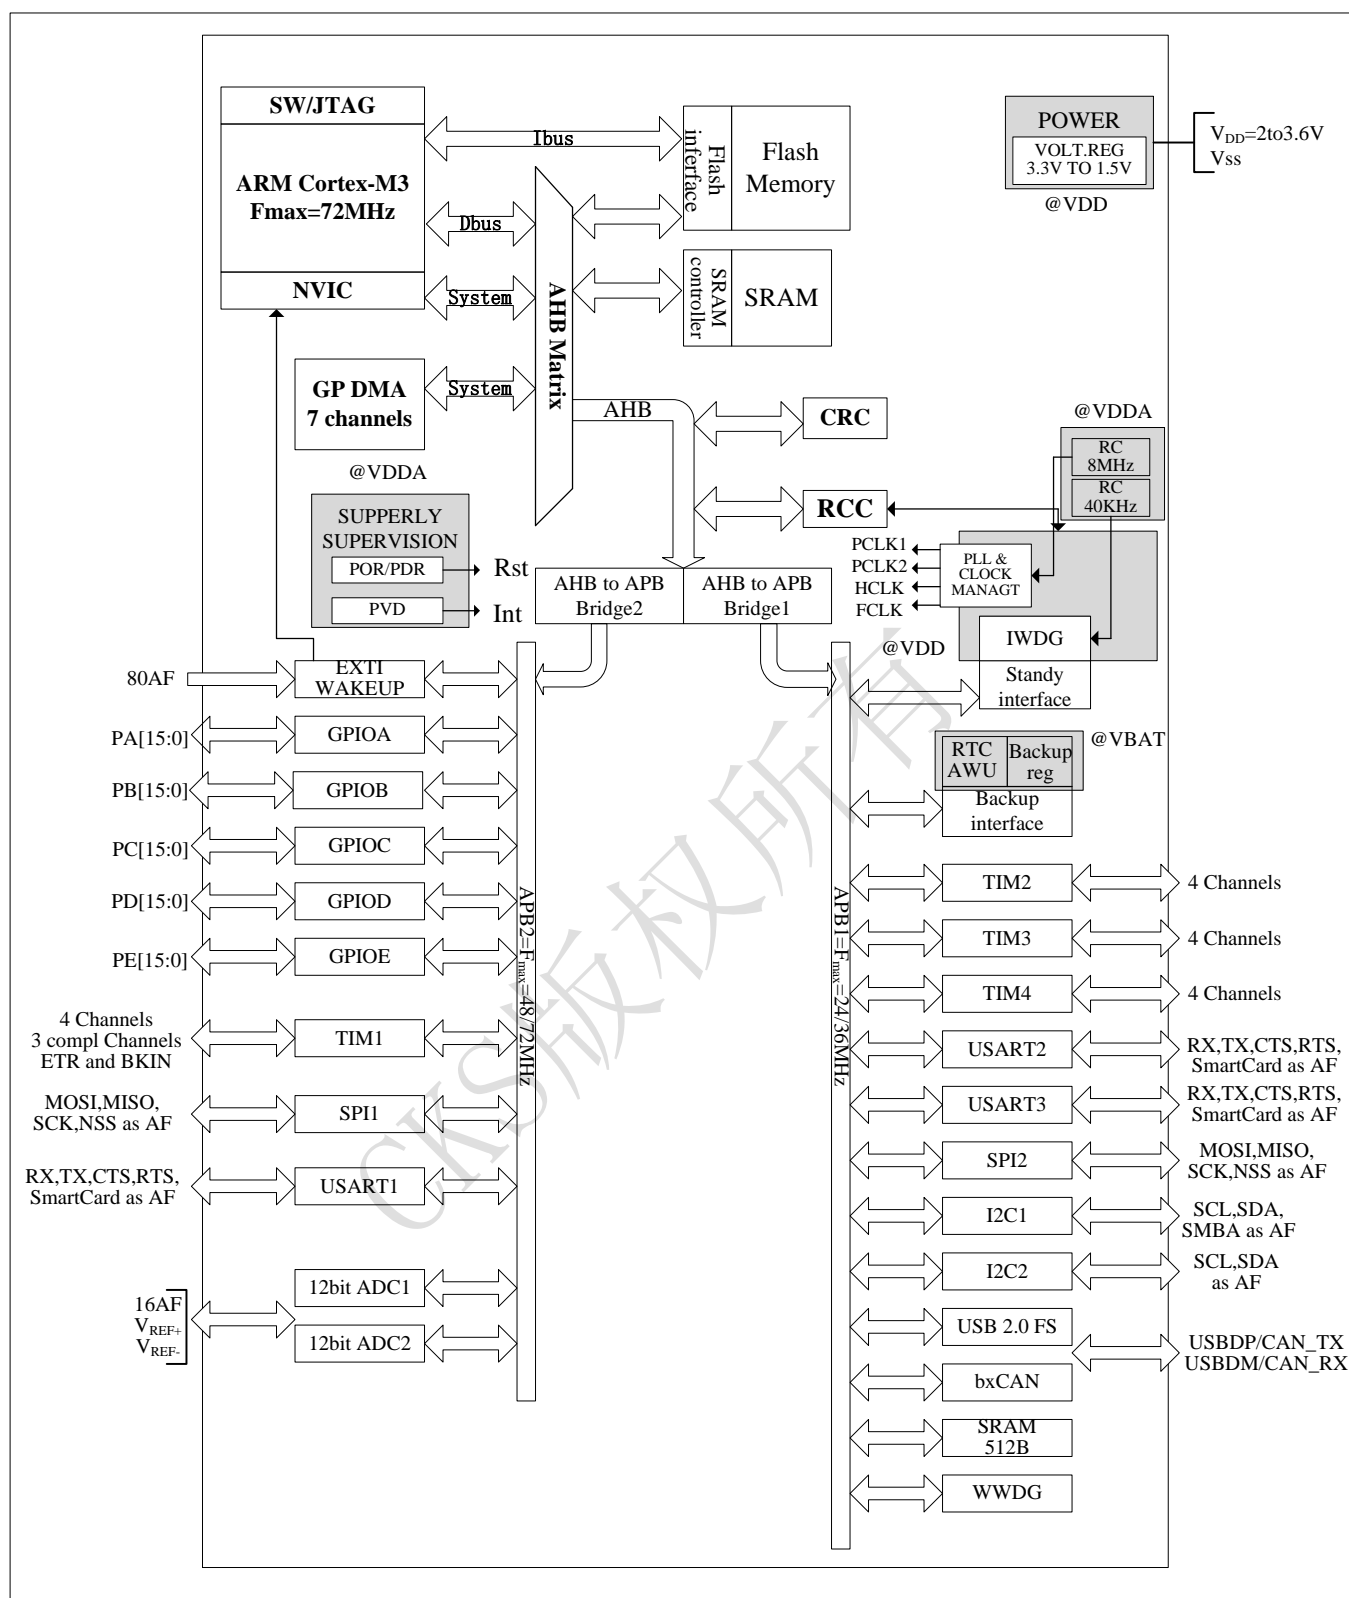 SW/JTAG
ARM Cortex-M3
Fmax=72MHz
NVIC
Ibus
Dbus
System
Flash
inferface
Flash
Memory
SRAM
controller
SRAM
POWER
VOLT.REG
3.3V TO 1.5V
@VDD
VDD=2to3.6V
Vss
GP DMA
7 channels
System
AHB Matrix
AHB
CRC
RCC
@VDDA
RC
8MHz
RC
40KHz
@VDDA
SUPPERLY
SUPERVISION
POR/PDR
Rst
PVD
Int
PCLK1
PCLK2
HCLK
FCLK
PLL &
CLOCK
MANAGT
AHB to APB
Bridge2
AHB to APB
Bridge1
IWDG
@VDD
Standy
interface
80AF
EXTI
WAKEUP
PA[15:0]
GPIOA
PB[15:0]
GPIOB
PC[15:0]
GPIOC
PD[15:0]
GPIOD
PE[15:0]
GPIOE
4 Channels
3 compl Channels
ETR and BKIN
TIM1
MOSI,MISO,
SCK,NSS as AF
SPI1
RX,TX,CTS,RTS,
SmartCard as AF
USART1
16AF
VREF+
VREF-
12bit ADC1
12bit ADC2
APB2=Fmax=48/72MHz
APB1=Fmax=24/36MHz
RTC
AWU
Backup
reg
@VBAT
Backup
interface
TIM2
4 Channels
TIM3
4 Channels
TIM4
4 Channels
USART2
RX,TX,CTS,RTS,
SmartCard as AF
USART3
RX,TX,CTS,RTS,
SmartCard as AF
SPI2
MOSI,MISO,
SCK,NSS as AF
I2C1
SCL,SDA,
SMBA as AF
I2C2
SCL,SDA
as AF
USB 2.0 FS
USBDP/CAN_TX
USBDM/CAN_RX
bxCAN
SRAM
512B
WWDG
CKS版权所有